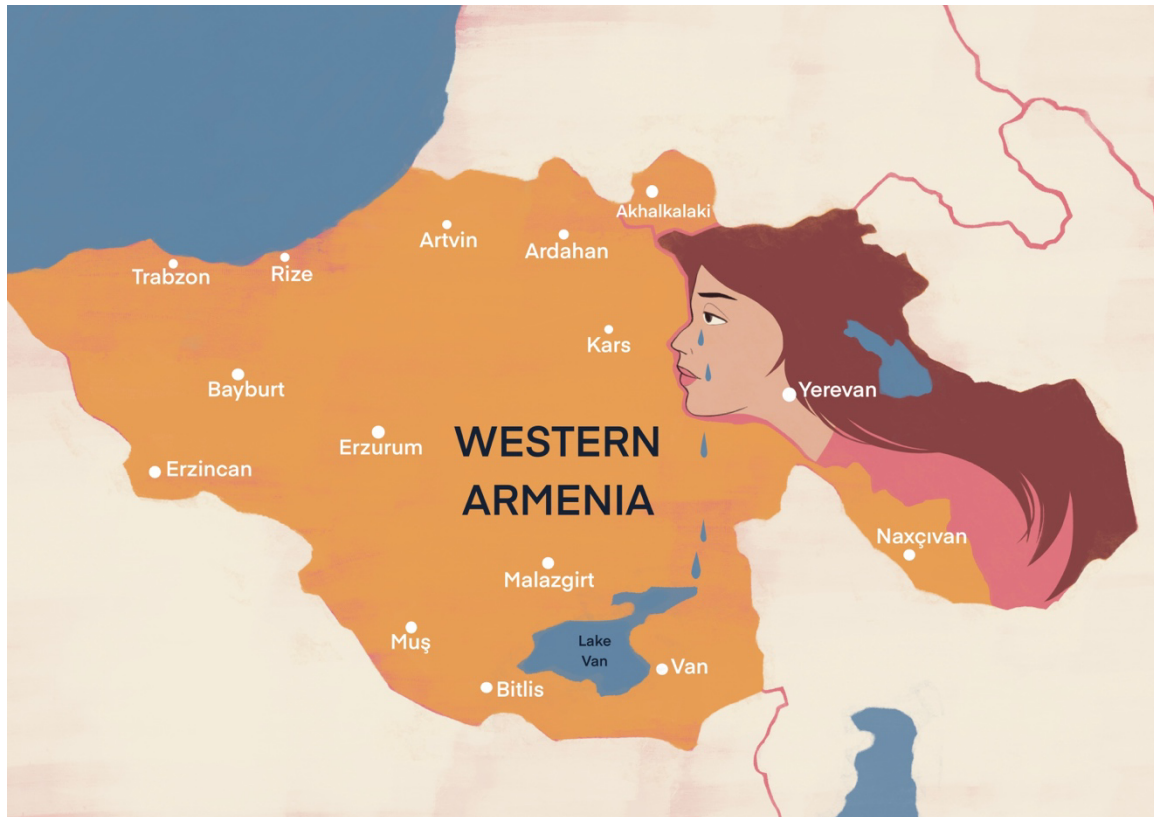 Akhalkalaki
Artvin
Ardahan
Trabzon
Rize
Kars
Bayburt
Yerevan
Erzurum
WESTERN
ARMENIA
Erzincan
Naxçıvan
Malazgirt
Muş
Lake
Van
Van
Bitlis